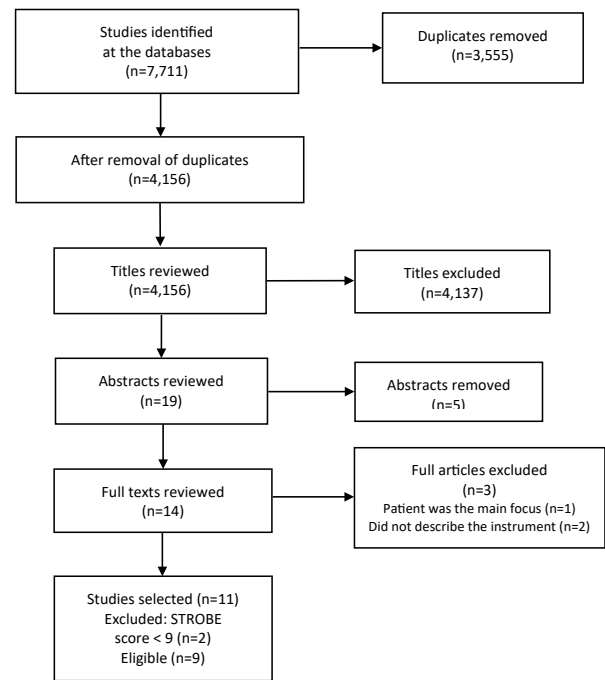 Studies identified
at the databases
(n=7,711)
Duplicates removed
(n=3,555)
After removal of duplicates
(n=4,156)
Titles reviewed
(n=4,156)
Titles excluded
(n=4,137)
Abstracts reviewed
(n=19)
Abstracts removed
(n=5)
Full texts reviewed
(n=14)
Full articles excluded
(n=3)
Patient was the main focus (n=1)
Did not describe the instrument (n=2)
Studies selected (n=11)
Excluded: STROBE
score < 9 (n=2)
Eligible (n=9)